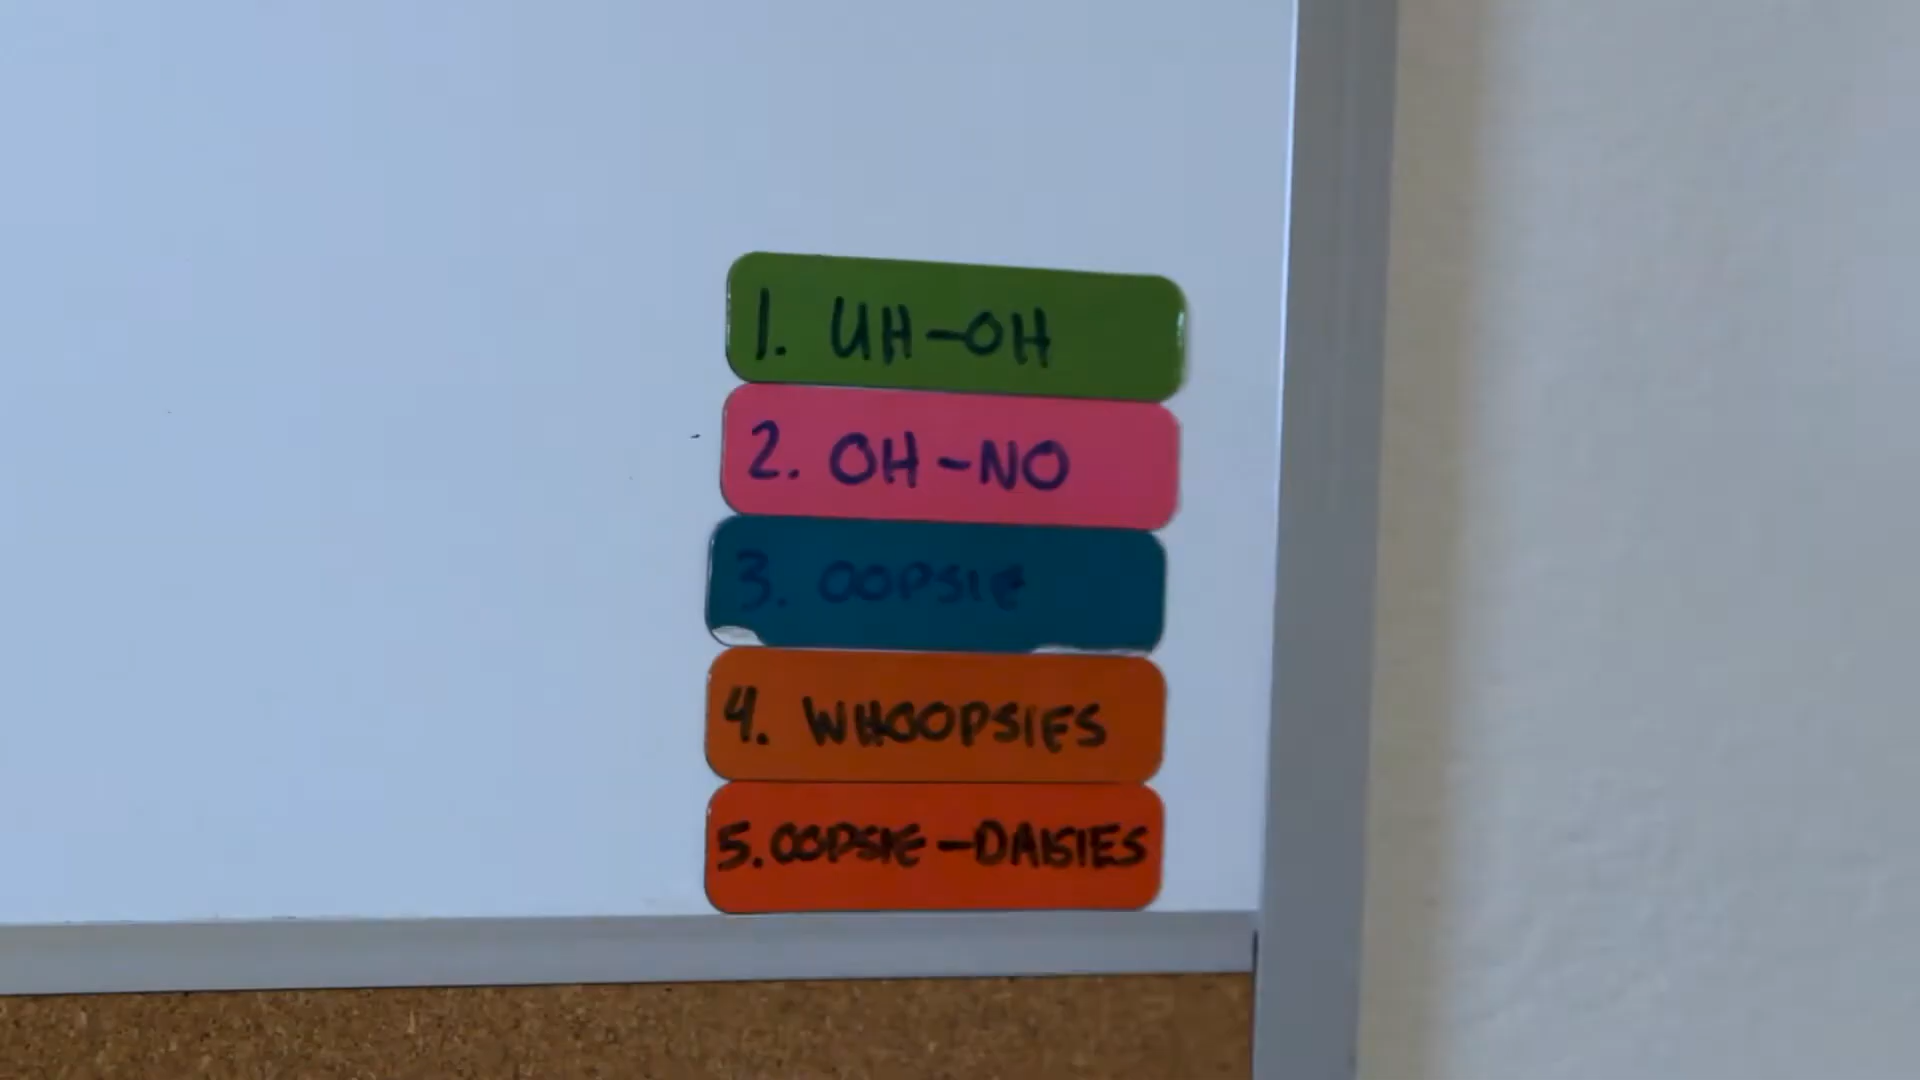 1. UH-OH
2. OH-NO
3. OOPSIE
4. WHOOPSIES
5. OOPSIE-DAISIES